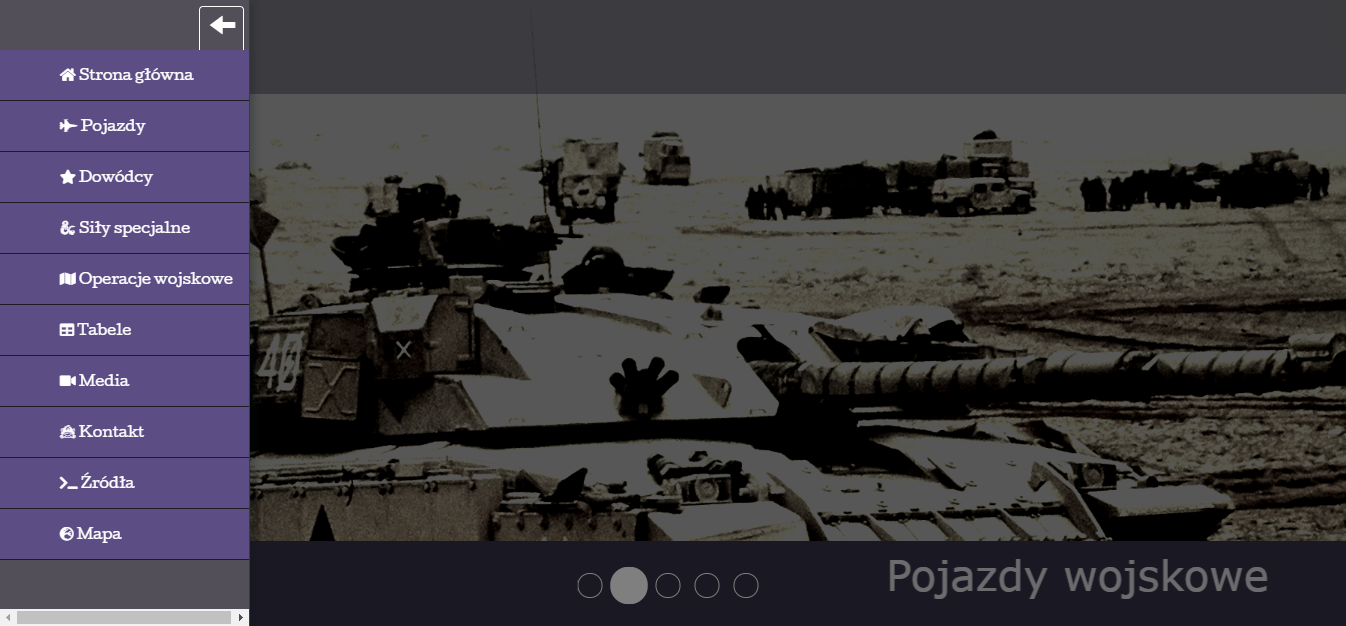 Strona główna
Pojazdy
Dowódcy
Siły specjalne
Operacje wojskowe
Tabele
Media
Kontakt
Źródła
Mapa
40
Pojazdy wojskowe